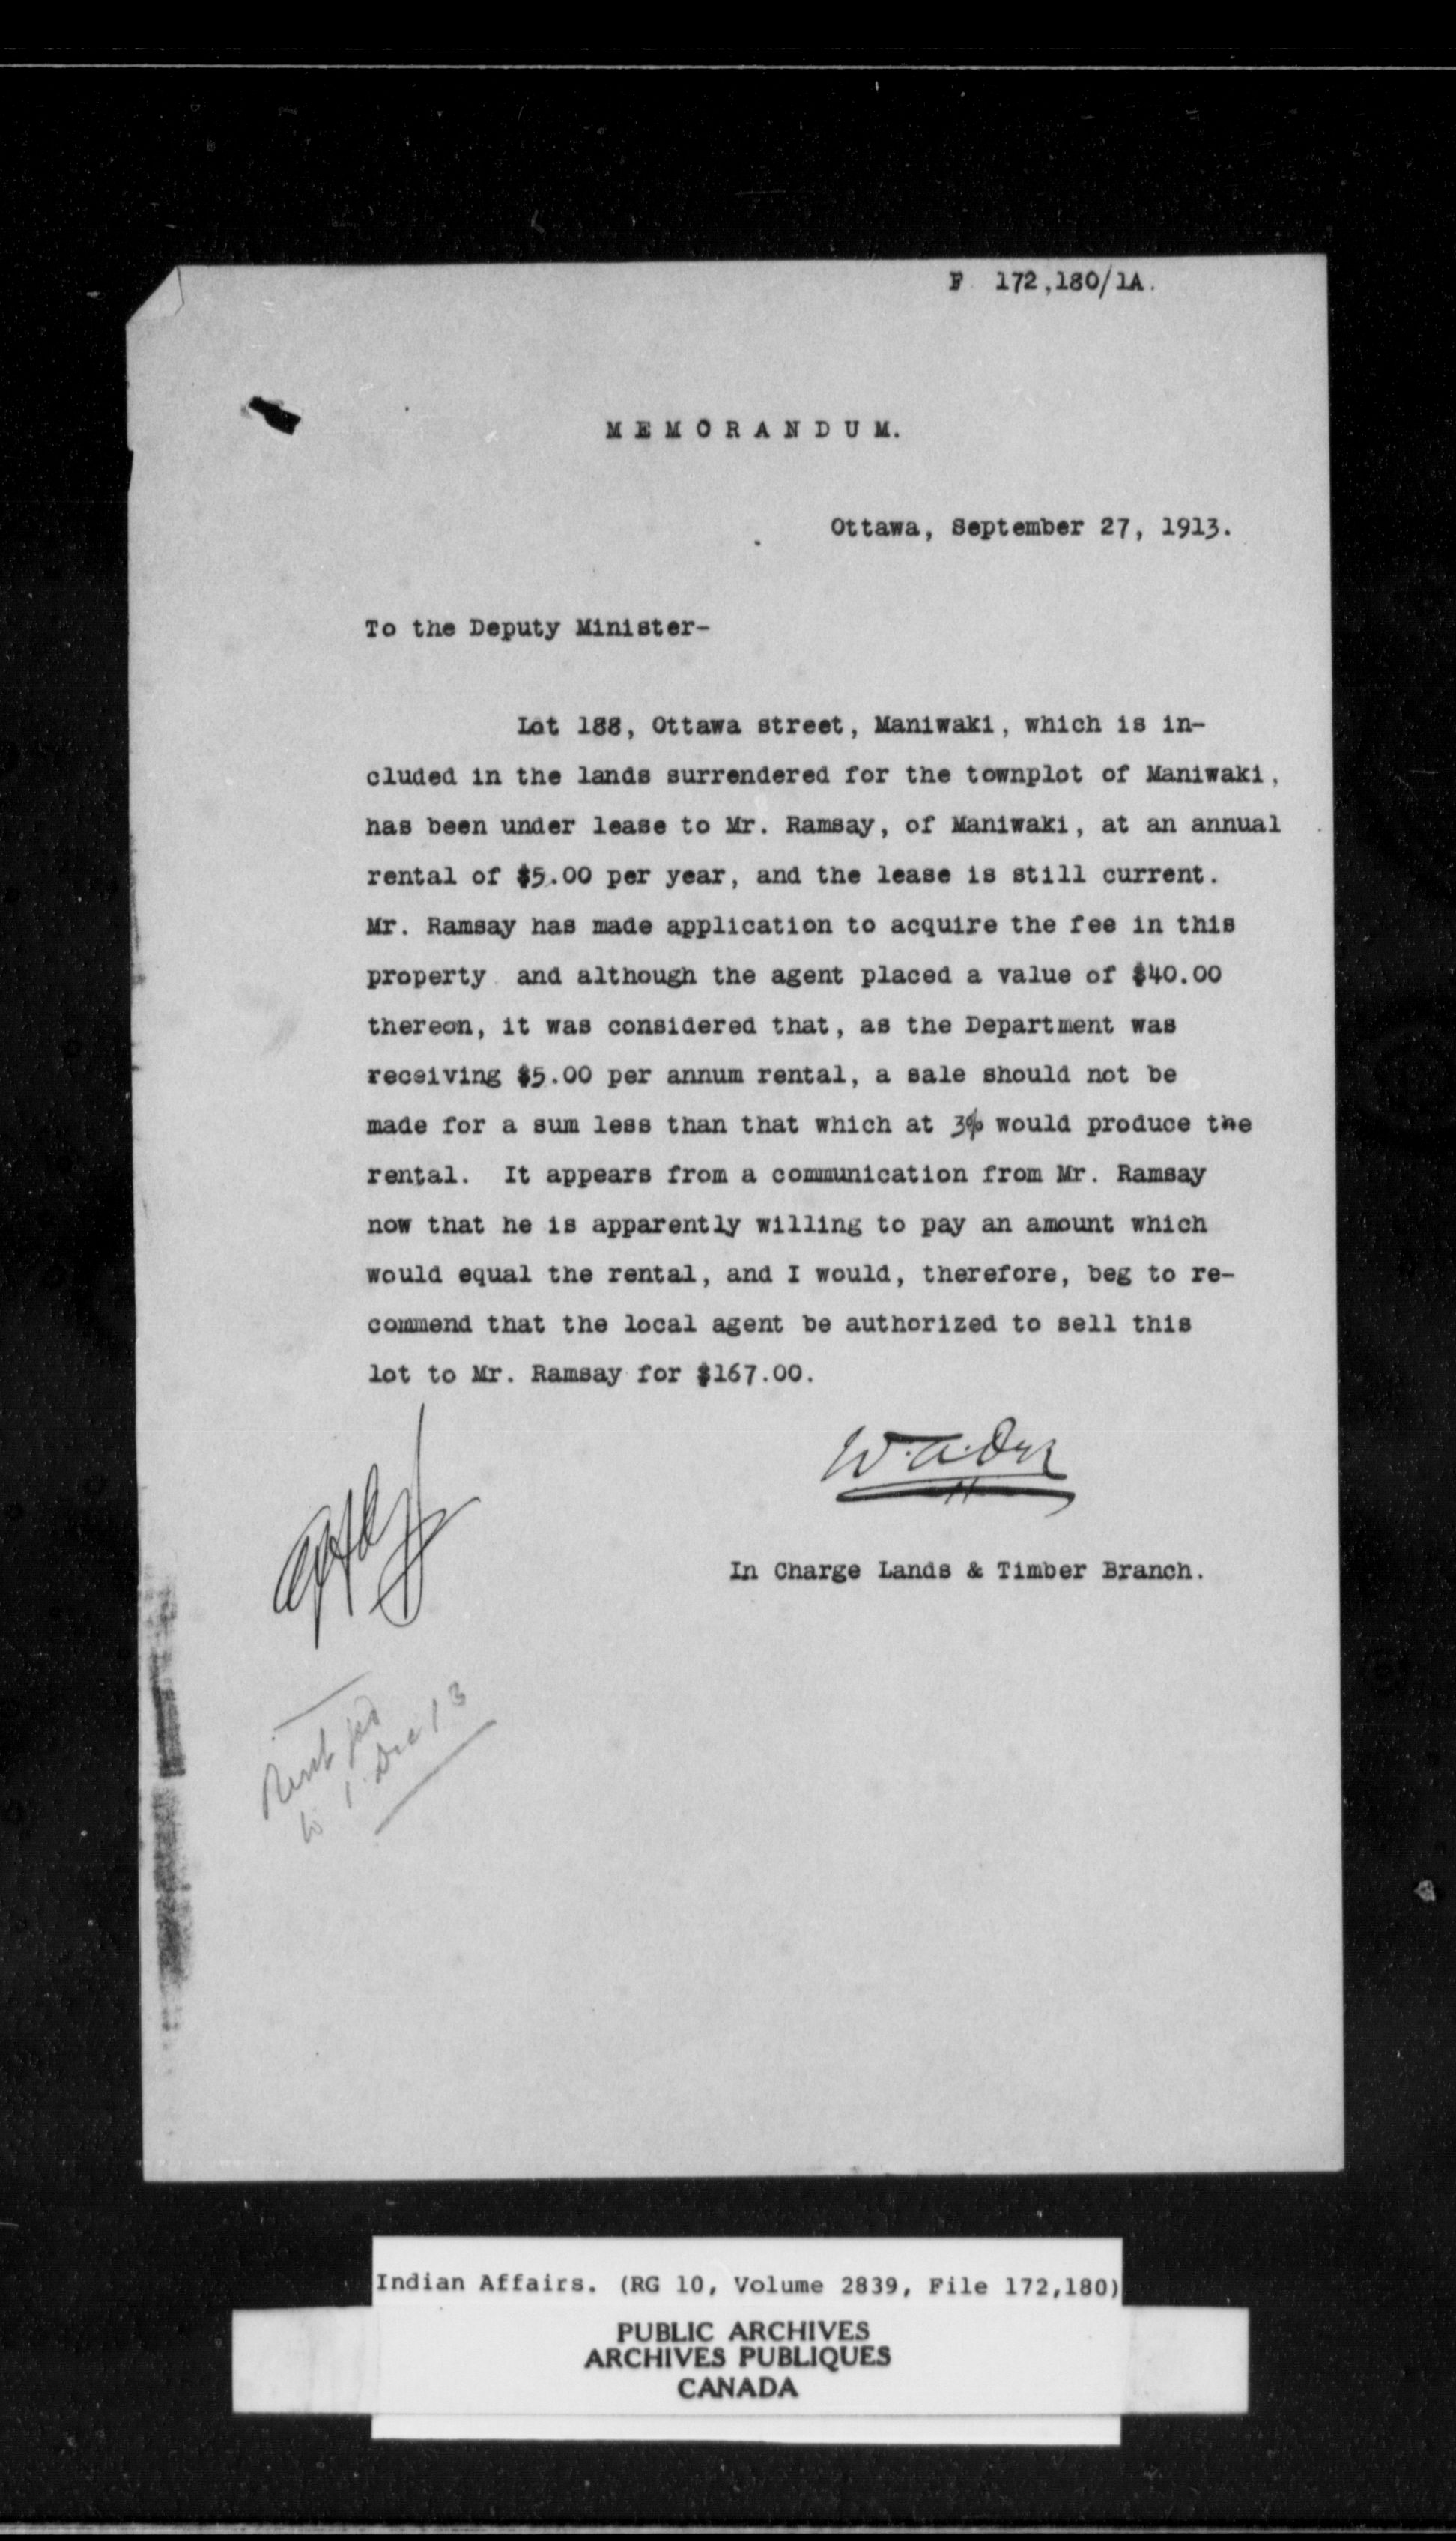 F 172,180/1A.
MEMORANDUM.
Ottawa, September 27, 1913.
To the Deputy Minister-
Lot 188, Ottawa street, Maniwaki, which is in-
cluded in the lands surrendered for the townplot of Maniwaki,
has been under lease to Mr. Ramsay, of Maniwaki, at an annual
rental of $5.00 per year, and the lease is still current.
Mr. Ramsay has made application to acquire the fee in this
property and although the agent placed a value of $40.00
thereon, it was considered that, as the Department was
receiving $5.00 per annum rental, a sale should not be
made for a sum less than that which at 3% would produce the
rental. It appears from a communication from Mr. Ramsay
now that he is apparently willing to pay an amount which
would equal the rental, and I would, therefore, beg to re-
commend that the local agent be authorized to sell this
lot to Mr. Ramsay for $167.00.
W.A. Orr
In Charge Lands & Timber Branch.
Rent pd
to 1. Dec 13
Indian Affairs. (RG 10, Volume 2839, File 172,180)
PUBLIC ARCHIVES
ARCHIVES PUBLIQUES
CANADA